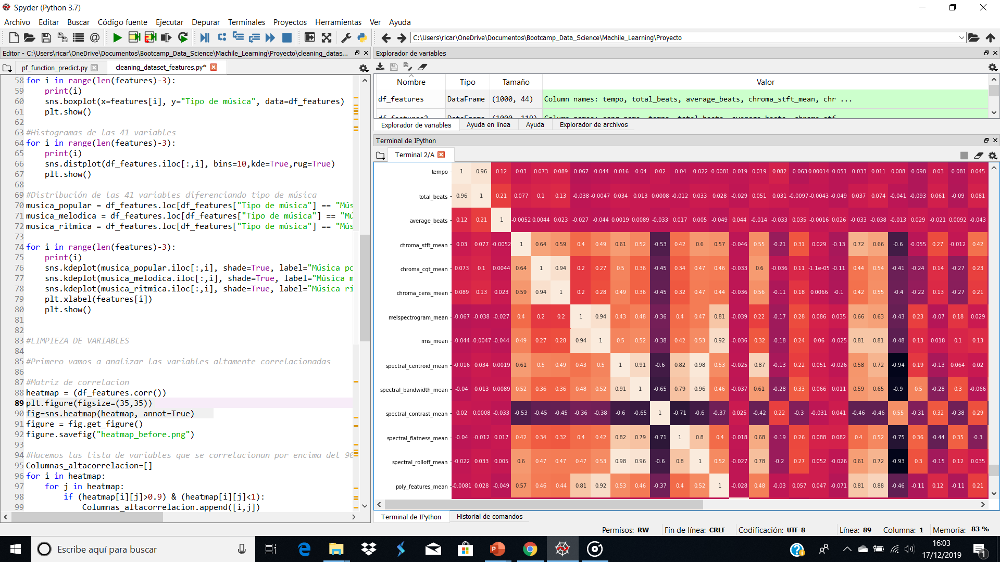 Spyder (Python 3.7)
Archivo Editar Buscar Código fuente Ejecutar Depurar Terminales Proyectos Herramientas Ver Ayuda
C:\Users\ricar\OneDrive\Documentos\Bootcamp_Data_Science\Machile_Learning\Proyecto
Editor - C:\Users\ricar\OneDrive\Documentos\Bootcamp_Data_Science\Machile_Learning\Proyecto\cleaning_datas...
pf_function_predict.py cleaning_dataset_features.py*
58 for i in range(len(features)-3):
59 print(i)
60 sns.boxplot(x=features[i], y="Tipo de música", data=df_features)
61 plt.show()
62
63 #Histogramas de las 41 variables
64 for i in range(len(features)-3):
65 print(i)
66 sns.distplot(df_features.iloc[:,i], bins=10,kde=True,rug=True)
67 plt.show()
68
69 #Distribución de las 41 variables diferenciando tipo de música
70 musica_popular = df_features.loc[df_features["Tipo de música"] == "Mús
71 musica_melodica = df_features.loc[df_features["Tipo de música"] == "Mú
72 musica_ritmica = df_features.loc[df_features["Tipo de música"] == "Mús
73
74 for i in range(len(features)-3):
75 print(i)
76 sns.kdeplot(musica_popular.iloc[:,i], shade=True, label="Música po
77 sns.kdeplot(musica_melodica.iloc[:,i], shade=True, label="Música m
78 sns.kdeplot(musica_ritmica.iloc[:,i], shade=True, label="Música rí
79 plt.xlabel(features[i])
80 plt.show()
81
82
83 #LIMPIEZA DE VARIABLES
84
85 #Primero vamos a analizar las variables altamente correlacionadas
86
87 #Matriz de correlacion
88 heatmap = (df_features.corr())
89 plt.figure(figsize=(35,35))
90 fig=sns.heatmap(heatmap, annot=True)
91 figure = fig.get_figure()
92 figure.savefig("heatmap_before.png")
93
94 #Hacemos las lista de variables que se correlacionan por encima del 90
95 Columnas_altacorrelacion=[]
96 for i in heatmap:
97 for j in heatmap:
98 if (heatmap[i][j]>0.9) & (heatmap[i][j]<1):
99 Columnas_altacorrelacion.append([i,j])
Explorador de variables
Nombre Tipo Tamaño Valor
df_features DataFrame (1000, 44) Column names: tempo, total_beats, average_beats, chroma_stft_mean, chr ...
df_features2 DataFrame (1000, 119) Column names: song_name, tempo, total_beats, average_beats, chroma_stf
Explorador de variables Ayuda en línea Ayuda Explorador de archivos
Terminal de IPython
Terminal 2/A
tempo 1 0.96 0.12 0.03 0.073 0.089 -0.067 -0.044 -0.016 -0.04 0.02 -0.04 -0.022 -0.0081 -0.019 0.019 0.082 -0.063 0.00014 -0.051 -0.033 0.011 0.008 -0.098 0.03 -0.081 0.045
total_beats 0.96 1 0.21 0.077 0.1 0.13 -0.038 -0.0047 0.034 0.013 0.0008 -0.012 0.033 0.028 -0.029 0.051 0.031 -0.0097 -0.0043 -0.049 0.037 0.074 -0.041 -0.093 0.061 -0.09 0.081
average_beats 0.12 0.21 1 -0.0052 0.0044 0.023 -0.027 -0.044 0.0019 0.0089 -0.033 0.017 0.005 -0.049 0.044 -0.014 -0.033 0.035 -0.0016 0.026 -0.033 -0.038 -0.013 0.029 -0.021 0.0092 -0.043
chroma_stft_mean 0.03 0.077 -0.0052 1 0.64 0.59 0.4 0.49 0.61 0.52 -0.53 0.42 0.6 0.57 -0.046 0.55 -0.21 0.31 0.029 -0.13 0.72 0.66 -0.6 -0.055 0.27 -0.012 0.42
chroma_cqt_mean 0.073 0.1 0.0044 0.64 1 0.94 0.2 0.27 0.5 0.36 -0.45 0.34 0.47 0.46 -0.033 0.6 -0.036 0.11 -1.1e-05 -0.11 0.44 0.54 -0.41 -0.24 0.14 -0.27 0.23
chroma_cens_mean 0.089 0.13 0.023 0.59 0.94 1 0.2 0.28 0.49 0.36 -0.45 0.32 0.47 0.44 -0.036 0.56 -0.11 0.18 0.0066 -0.1 0.42 0.55 -0.4 -0.22 0.13 -0.27 0.21
melspectrogram_mean -0.067 -0.038 -0.027 0.4 0.2 0.2 1 0.94 0.43 0.48 -0.36 0.4 0.47 0.81 -0.039 0.22 -0.17 0.28 0.086 0.035 0.66 0.63 -0.43 0.23 -0.07 0.18 0.029
rms_mean -0.044 -0.0047 -0.044 0.49 0.27 0.28 0.94 1 0.5 0.52 -0.38 0.42 0.53 0.92 -0.036 0.32 -0.18 0.24 0.06 -0.025 0.81 0.81 -0.48 0.13 0.018 0.1 0.13
spectral_centroid_mean -0.016 0.034 0.0019 0.61 0.5 0.49 0.43 0.5 1 0.91 -0.6 0.82 0.98 0.53 -0.025 0.87 -0.13 0.22 0.051 -0.026 0.58 0.72 -0.94 0.19 -0.13 0.064 0.02
spectral_bandwidth_mean -0.04 0.013 0.0089 0.52 0.36 0.36 0.48 0.52 0.91 1 -0.65 0.79 0.96 0.46 -0.037 0.61 -0.28 0.33 0.066 0.011 0.59 0.65 -0.9 0.5 -0.28 0.3 -0.066
spectral_contrast_mean 0.02 0.0008 -0.033 -0.53 -0.45 -0.45 -0.36 -0.38 -0.6 -0.65 1 -0.71 -0.6 -0.37 0.025 -0.42 0.22 -0.3 -0.031 0.041 -0.46 -0.46 0.55 -0.31 0.32 -0.38 0.29
spectral_flatness_mean -0.04 -0.012 0.017 0.42 0.34 0.32 0.4 0.42 0.82 0.79 -0.71 1 0.8 0.4 -0.018 0.68 -0.19 0.26 0.088 0.082 0.4 0.52 -0.75 0.36 -0.44 0.35 -0.3
spectral_rolloff_mean -0.022 0.033 0.005 0.6 0.47 0.47 0.47 0.53 0.98 0.96 -0.6 0.8 1 0.52 -0.027 0.78 -0.2 0.27 0.052 -0.026 0.61 0.72 -0.93 0.3 -0.15 0.12 0.035
poly_features_mean -0.0081 0.028 -0.049 0.57 0.46 0.44 0.81 0.92 0.53 0.46 -0.37 0.4 0.52 1 -0.028 0.48 -0.03 0.057 0.047 -0.071 0.81 0.88 -0.46 -0.11 0.12 -0.11 0.21
Terminal de IPython Historial de comandos
Permisos: RW Fin de línea: CRLF Codificación: UTF-8 Línea: 89 Columna: 1 Memoria: 83 %
Escribe aquí para buscar
16:03
17/12/2019
1